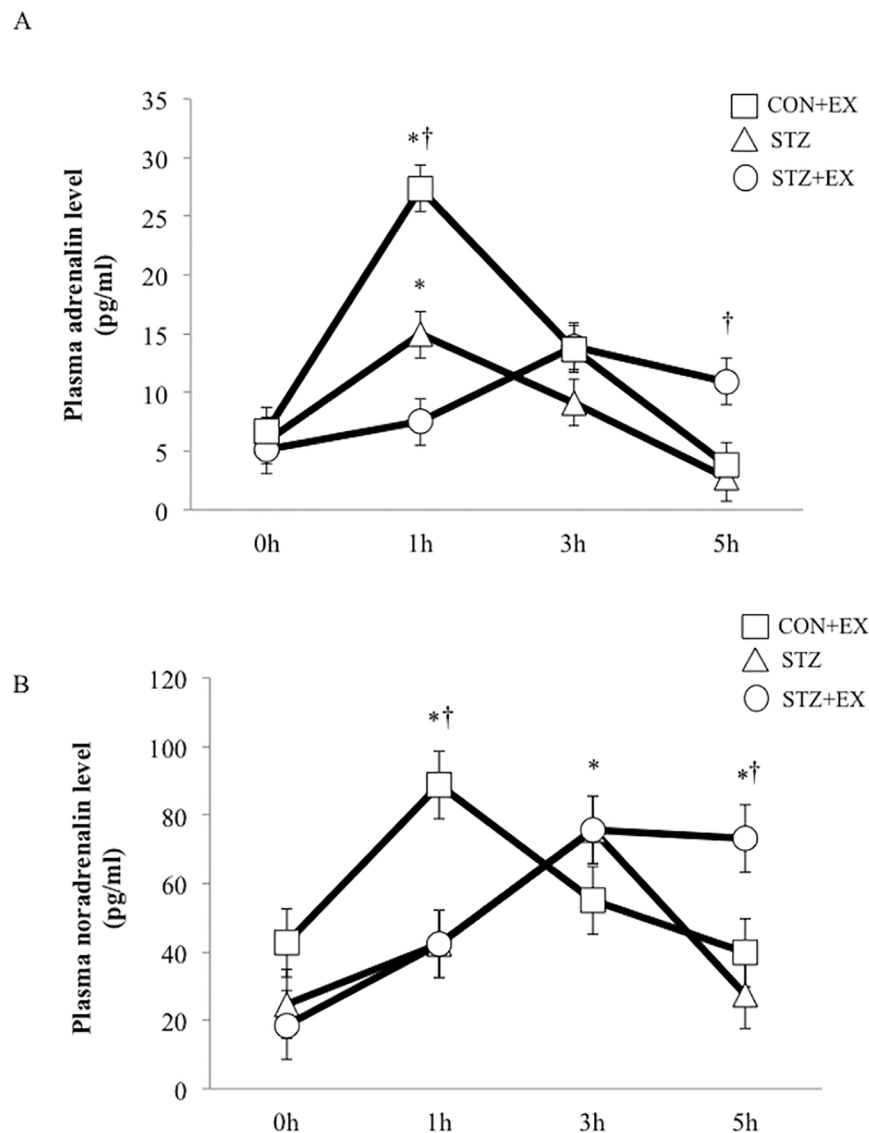 A
Plasma adrenalin level
(pg/ml)
35
30
25
20
15
10
5
0
*†
*
†
0h 1h 3h 5h
CON+EX
STZ
STZ+EX
B
Plasma noradrenalin level
(pg/ml)
120
100
80
60
40
20
0
*†
*
*†
0h 1h 3h 5h
CON+EX
STZ
STZ+EX